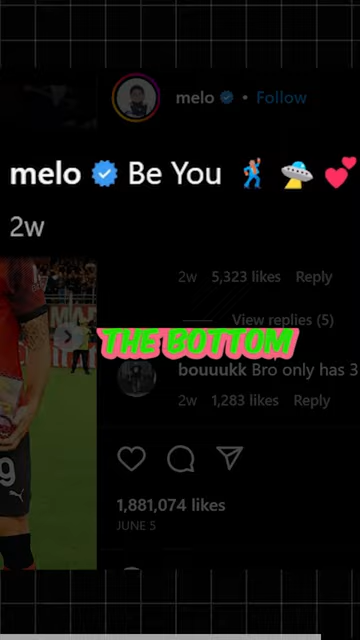 melo • Follow
melo Be You 🕺 🛸 💕
2w
2w 5,323 likes Reply
View replies (5)
THE BOTTOM
bouuukk Bro only has 3
2w 1,283 likes Reply
1,881,074 likes
JUNE 5
9